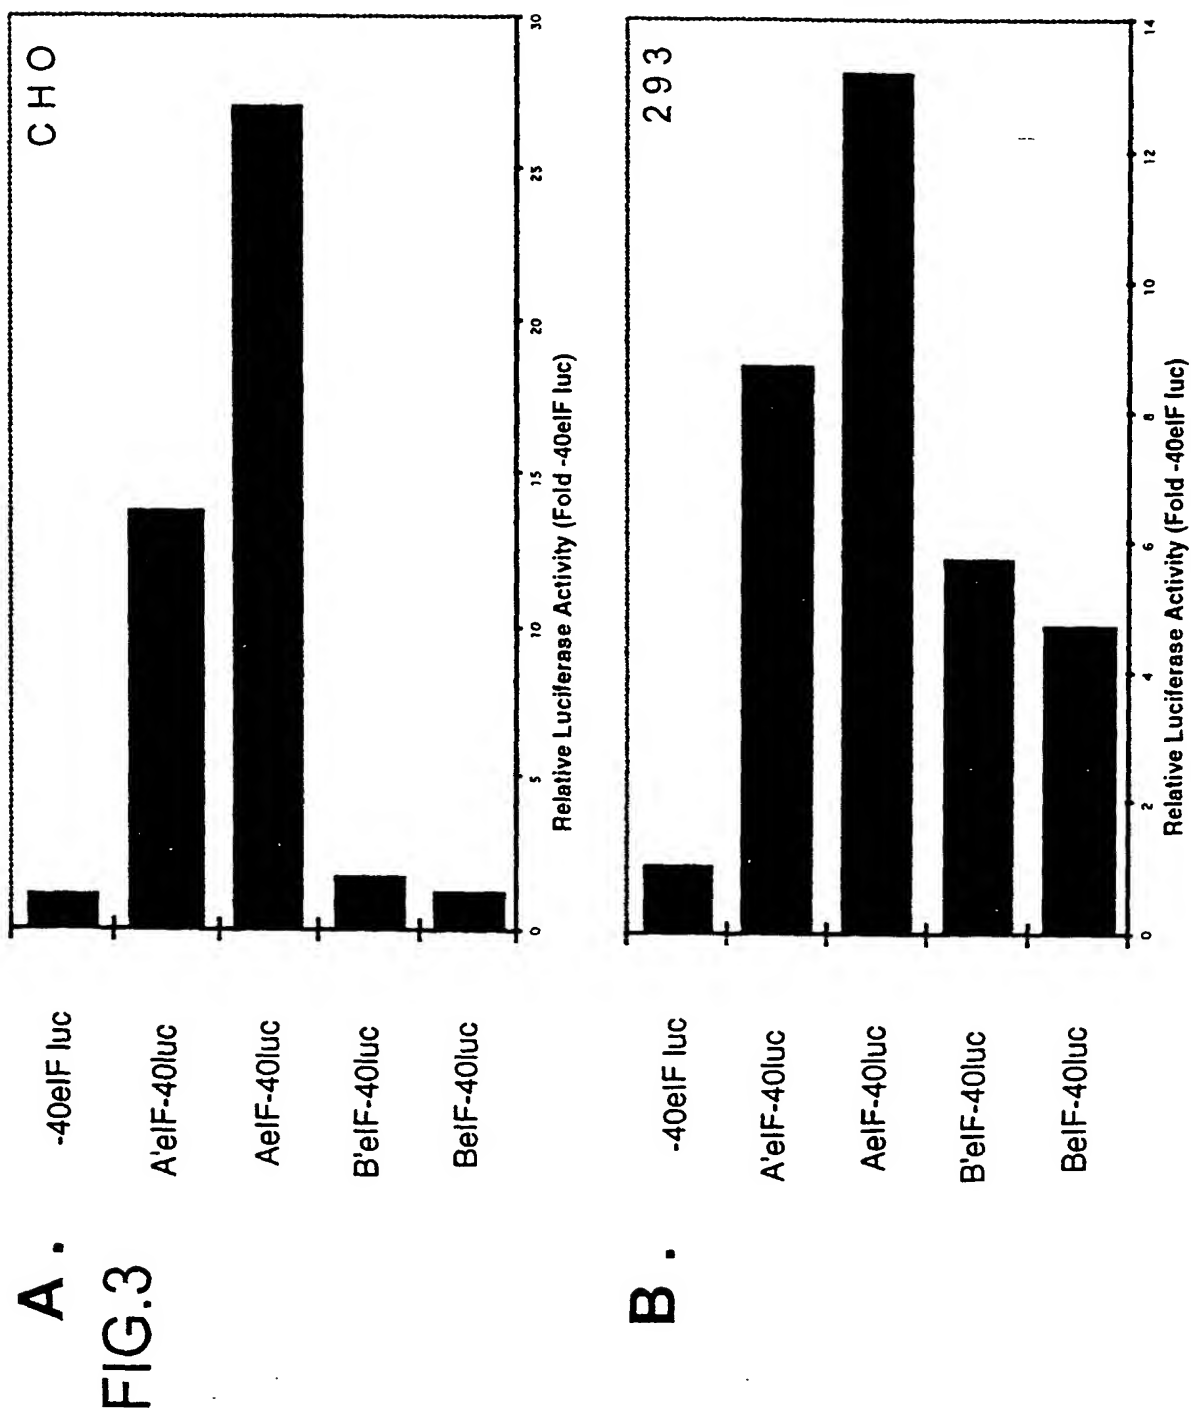 FIG.3
A.
CHO
-40eIF luc
A'eIF-40luc
AeIF-40luc
B'eIF-40luc
BeIF-40luc
0 5 10 15 20 25 30
Relative Luciferase Activity (Fold -40eIF luc)
B.
293
-40eIF luc
A'eIF-40luc
AeIF-40luc
B'eIF-40luc
BeIF-40luc
0 2 4 6 8 10 12 14
Relative Luciferase Activity (Fold -40eIF luc)